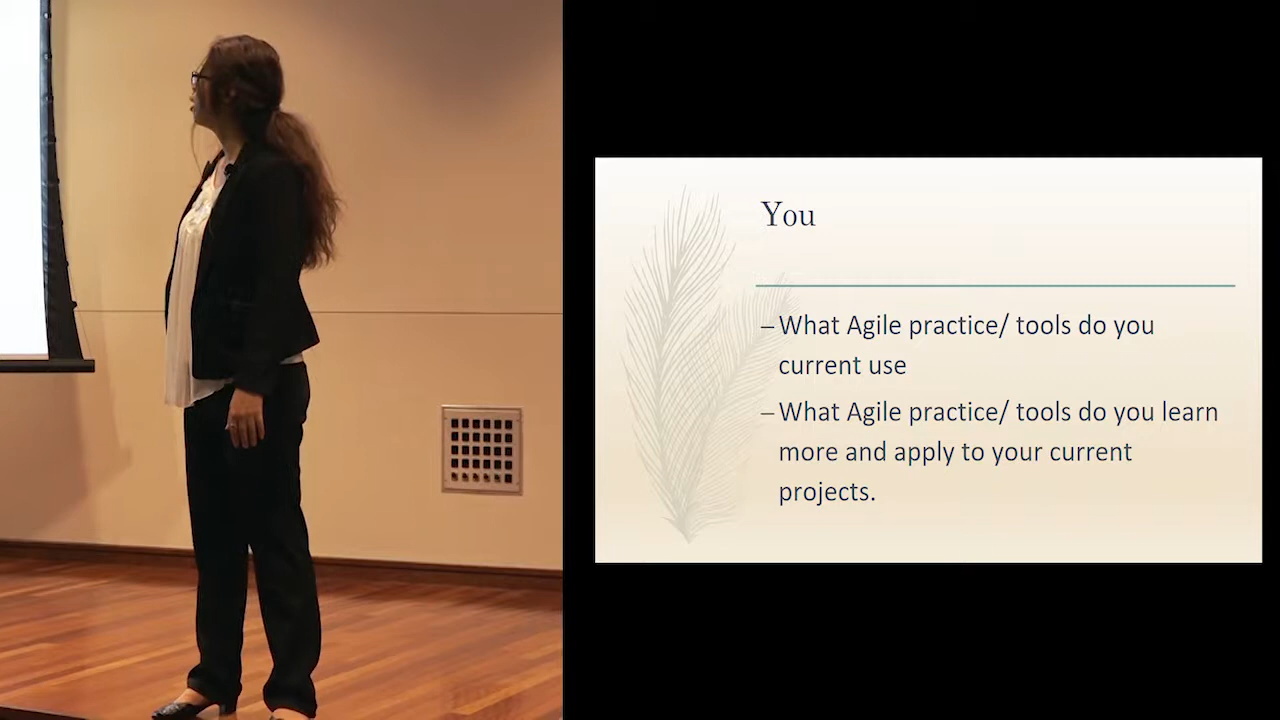 You
–What Agile practice/ tools do you
current use
–What Agile practice/ tools do you learn
more and apply to your current
projects.